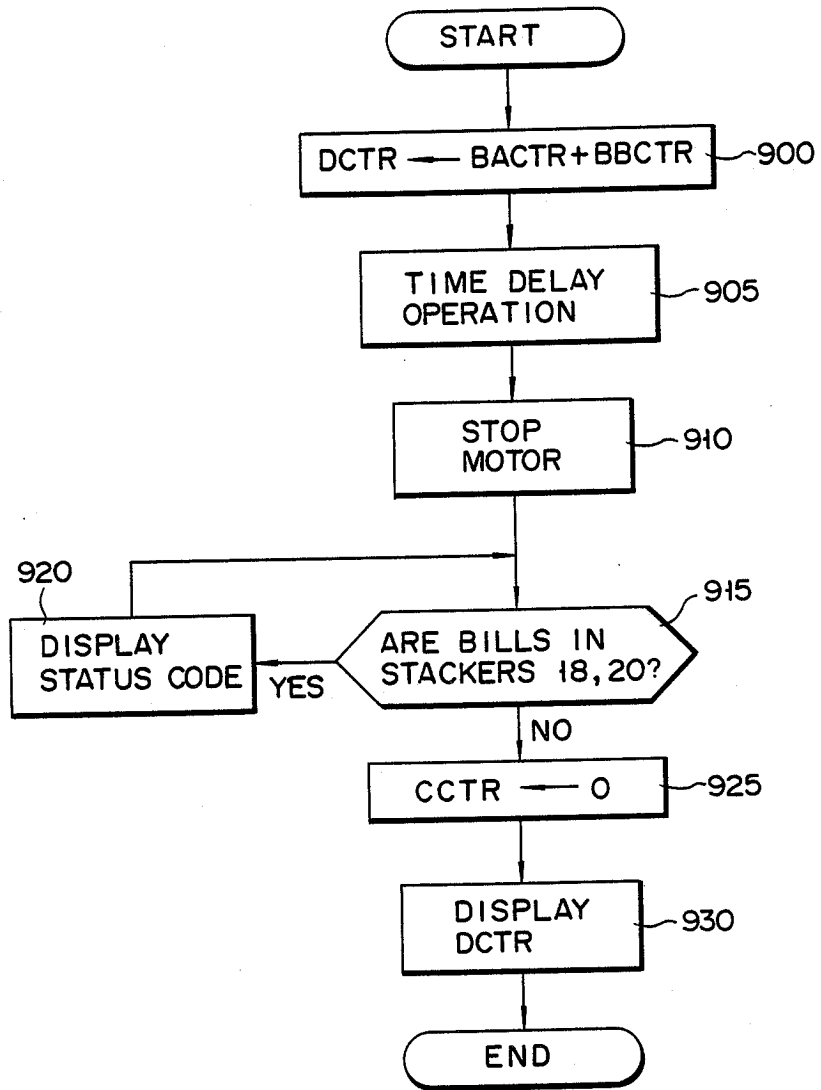 START
DCTR ← BACTR+BBCTR
900
TIME DELAY
OPERATION
905
STOP
MOTOR
910
920
915
DISPLAY
STATUS CODE
YES
ARE BILLS IN
STACKERS 18, 20?
NO
CCTR ← 0
925
DISPLAY
DCTR
930
END